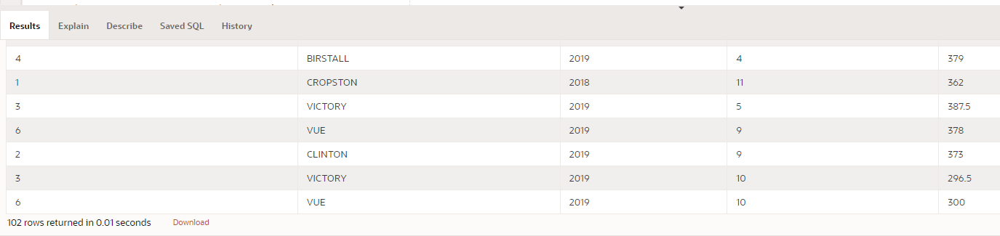 Results Explain Describe Saved SQL History
4 BIRSTALL 2019 4 379
1 CROPSTON 2018 11 362
3 VICTORY 2019 5 387.5
6 VUE 2019 9 378
2 CLINTON 2019 9 373
3 VICTORY 2019 10 296.5
6 VUE 2019 10 300
102 rows returned in 0.01 seconds Download